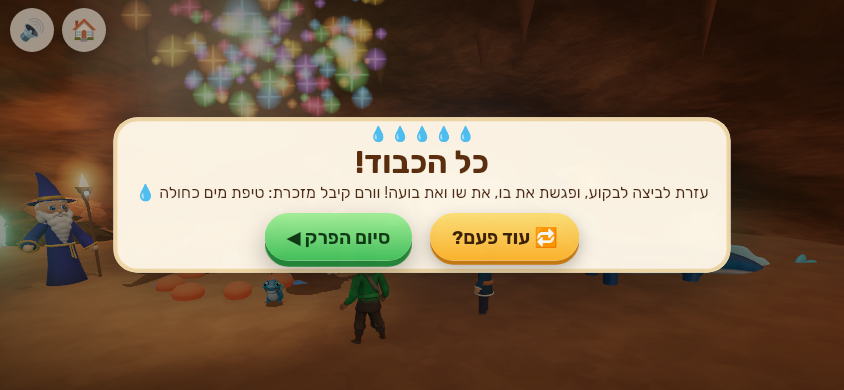 כל הכבוד!
עזרת לביצה לבקוע, ופגשת את בו, את שו ואת בועה! וורם קיבל מזכרת: טיפת מים כחולה 💧
🔁 עוד פעם?
סיום הפרק ◀